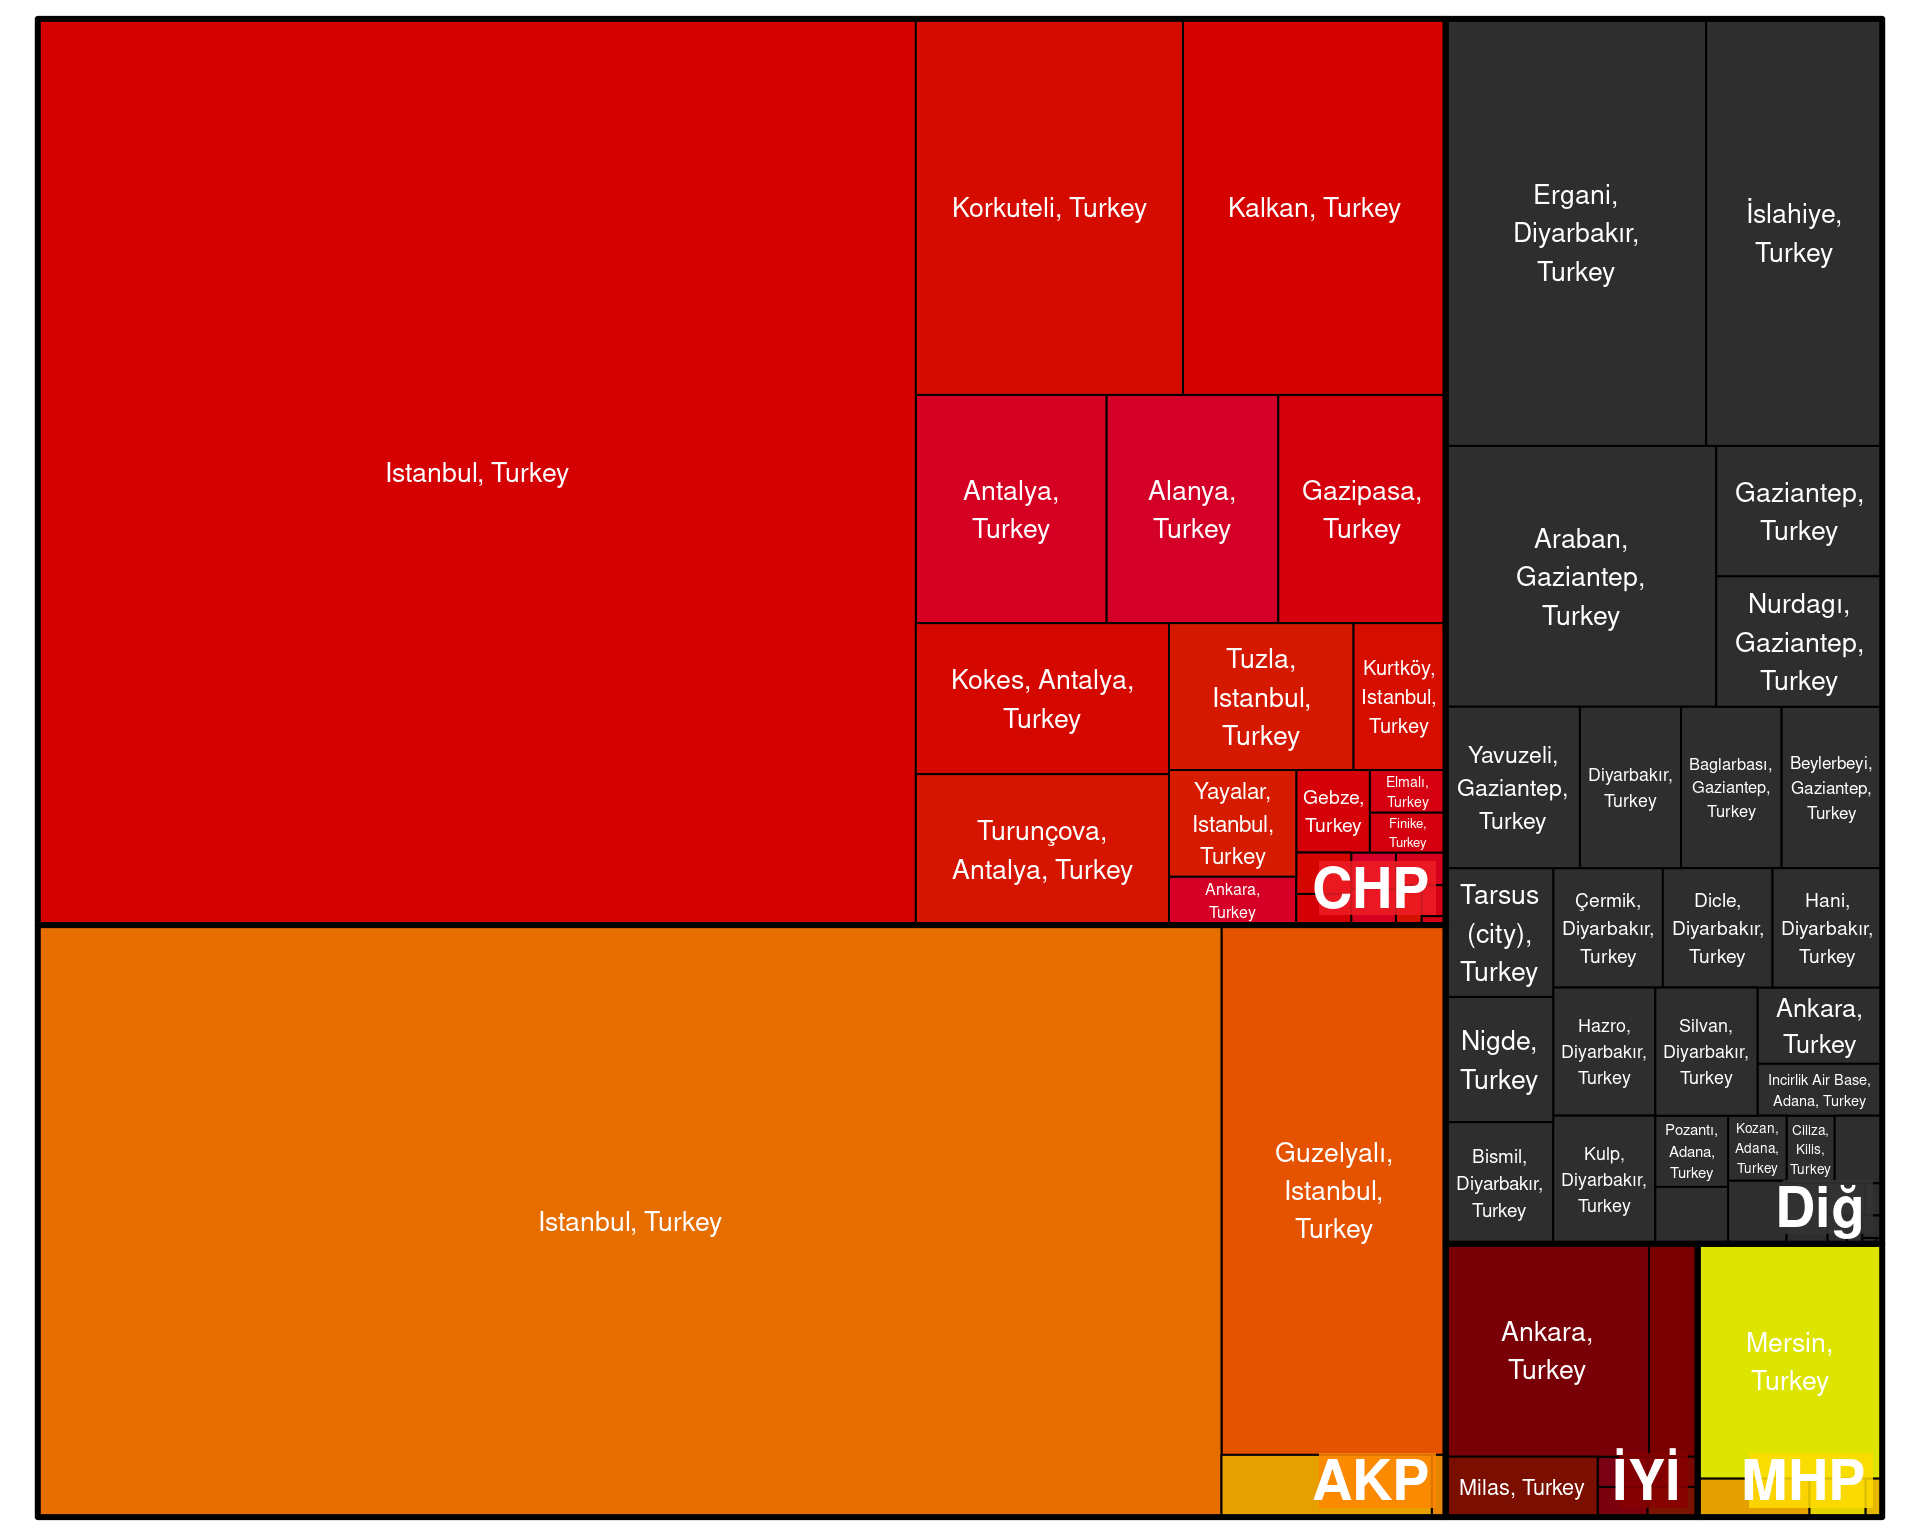 Istanbul, Turkey
Korkuteli, Turkey
Kalkan, Turkey
Antalya,
Turkey
Alanya,
Turkey
Gazipasa,
Turkey
Kokes, Antalya,
Turkey
Turunçova,
Antalya, Turkey
Tuzla,
Istanbul,
Turkey
Kurtköy,
Istanbul,
Turkey
Yayalar,
Istanbul,
Turkey
Gebze,
Turkey
Elmalı,
Turkey
Finike,
Turkey
Ankara,
Turkey
CHP
Istanbul, Turkey
Guzelyalı,
Istanbul,
Turkey
AKP
Ergani,
Diyarbakır,
Turkey
İslahiye,
Turkey
Araban,
Gaziantep,
Turkey
Gaziantep,
Turkey
Nurdagı,
Gaziantep,
Turkey
Yavuzeli,
Gaziantep,
Turkey
Diyarbakır,
Turkey
Baglarbası,
Gaziantep,
Turkey
Beylerbeyi,
Gaziantep,
Turkey
Tarsus
(city),
Turkey
Çermik,
Diyarbakır,
Turkey
Dicle,
Diyarbakır,
Turkey
Hani,
Diyarbakır,
Turkey
Nigde,
Turkey
Hazro,
Diyarbakır,
Turkey
Silvan,
Diyarbakır,
Turkey
Ankara,
Turkey
Incirlik Air Base,
Adana, Turkey
Bismil,
Diyarbakır,
Turkey
Kulp,
Diyarbakır,
Turkey
Pozantı,
Adana,
Turkey
Kozan,
Adana,
Turkey
Ciliza,
Kilis,
Turkey
Diğ
Ankara,
Turkey
Milas, Turkey
İYİ
Mersin,
Turkey
MHP